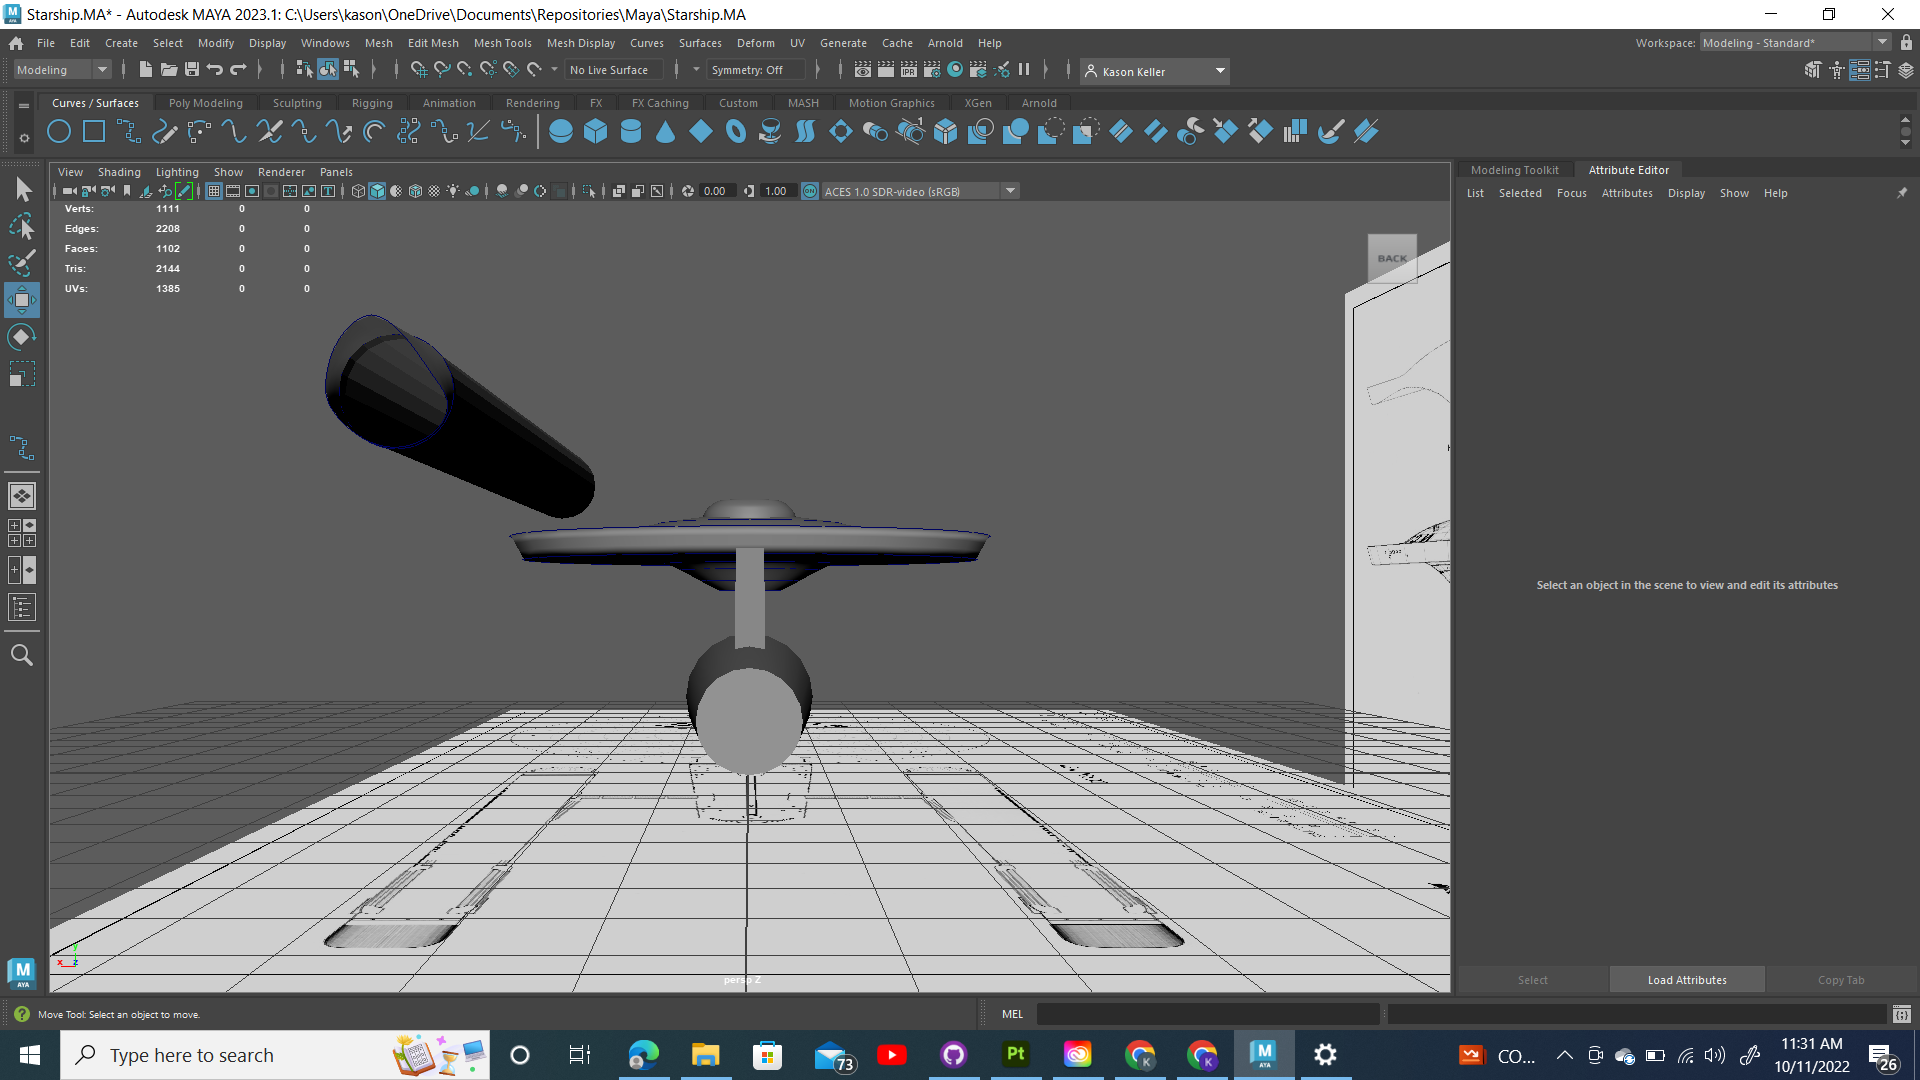 Starship.MA* - Autodesk MAYA 2023.1: C:\Users\kason\OneDrive\Documents\Repositories\Maya\Starship.MA
File Edit Create Select Modify Display Windows Mesh Edit Mesh Mesh Tools Mesh Display Curves Surfaces Deform UV Generate Cache Arnold Help
Workspace: Modeling - Standard*
Modeling No Live Surface Symmetry: Off IPR Kason Keller
Curves / Surfaces Poly Modeling Sculpting Rigging Animation Rendering FX FX Caching Custom MASH Motion Graphics XGen Arnold
View Shading Lighting Show Renderer Panels
0.00 1.00 ON ACES 1.0 SDR-video (sRGB)
Verts: 1111 0 0
Edges: 2208 0 0
Faces: 1102 0 0
Tris: 2144 0 0
UVs: 1385 0 0
BACK
y
x z
persp Z
Modeling Toolkit Attribute Editor
List Selected Focus Attributes Display Show Help
Select an object in the scene to view and edit its attributes
Select Load Attributes Copy Tab
M
AYA
Move Tool: Select an object to move.
MEL
Type here to search
73
Pt
K
K
M
AYA
CO...
11:31 AM
10/11/2022
26